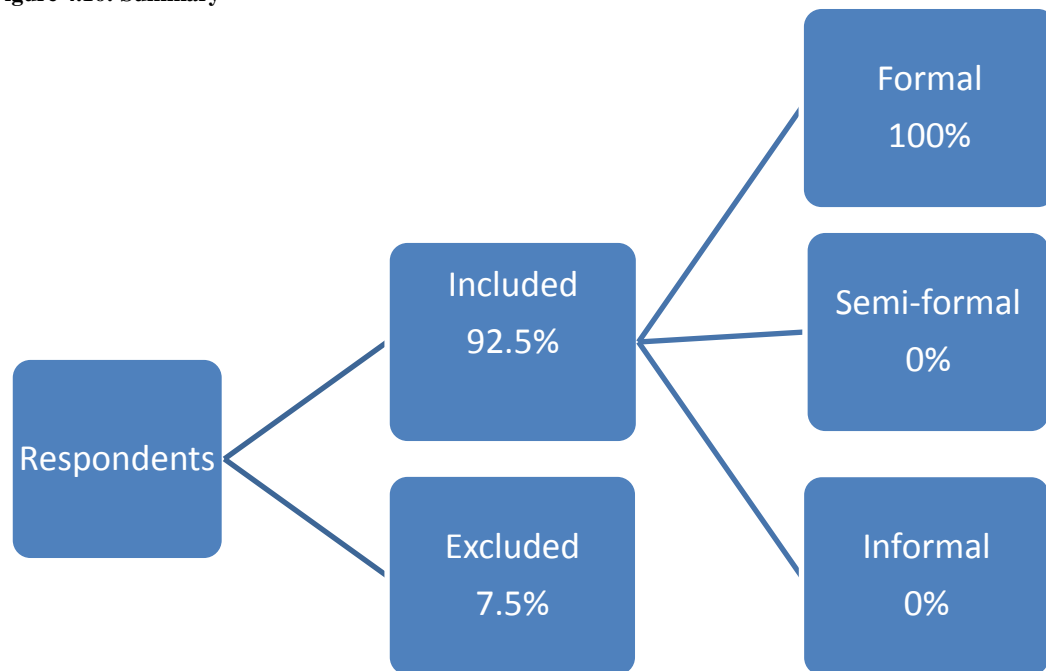 Formal
100%
Included
92.5%
Semi-formal
0%
Respondents
Excluded
7.5%
Informal
0%